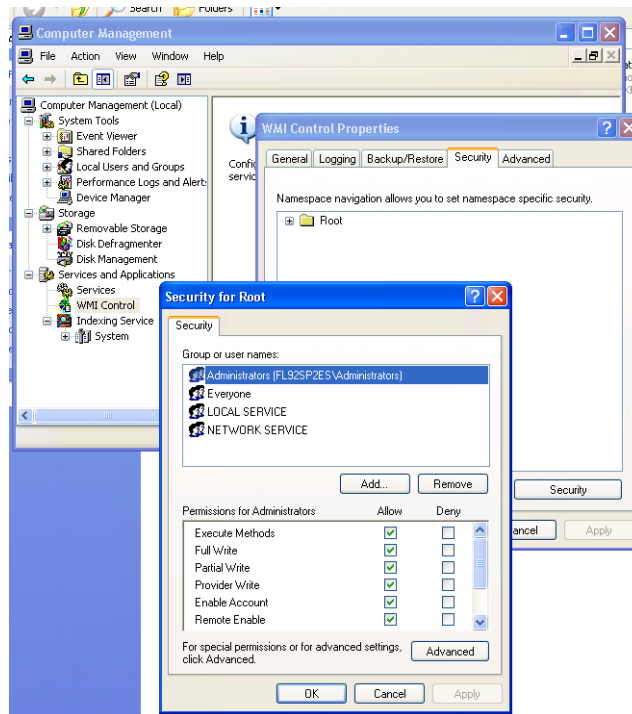 Search
Folders
Computer Management
File Action View Window Help
Computer Management (Local)
System Tools
Event Viewer
Shared Folders
Local Users and Groups
Performance Logs and Alert
Device Manager
Storage
Removable Storage
Disk Defragmenter
Disk Management
Services and Applications
Services
WMI Control
Indexing Service
System
Confi
servic
WMI Control Properties
General Logging Backup/Restore Security Advanced
Namespace navigation allows you to set namespace specific security.
Root
Security
ancel Apply
Security for Root
Security
Group or user names:
Administrators (FL92SP2ES\Administrators)
Everyone
LOCAL SERVICE
NETWORK SERVICE
Add... Remove
Permissions for Administrators Allow Deny
Execute Methods
Full Write
Partial Write
Provider Write
Enable Account
Remote Enable
For special permissions or for advanced settings,
click Advanced.
Advanced
OK Cancel Apply